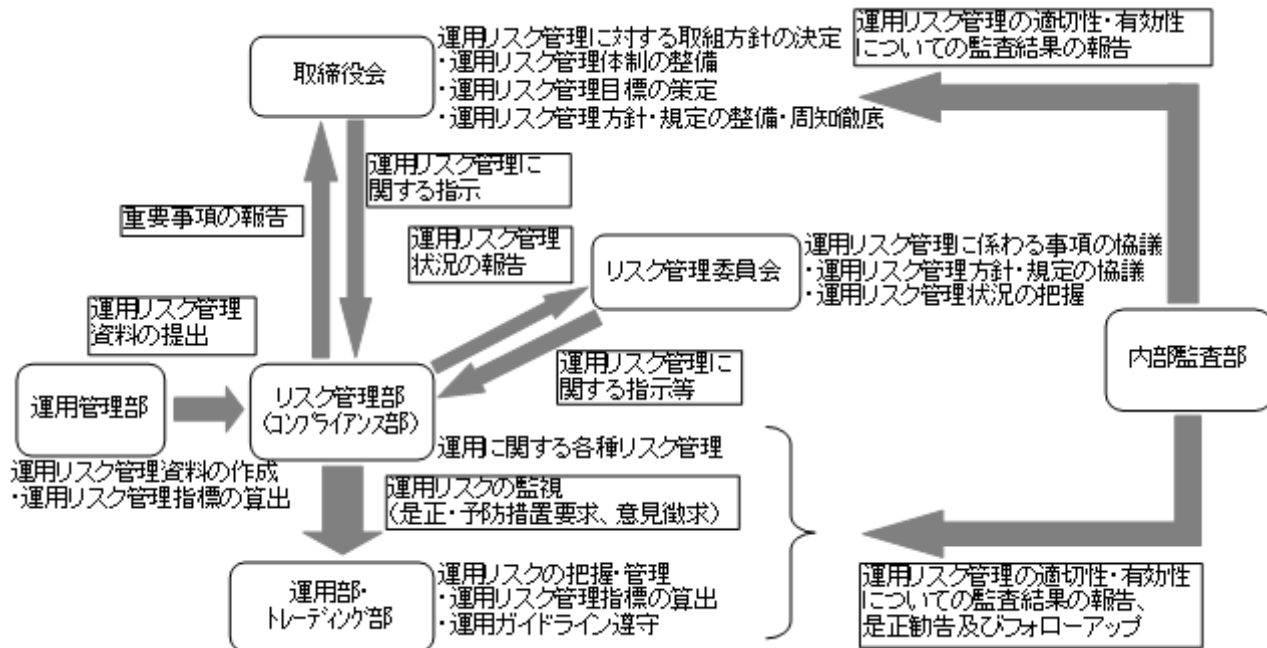 取締役会
運用リスク管理に対する取組方針の決定
・運用リスク管理体制の整備
・運用リスク管理目標の策定
・運用リスク管理方針・規定の整備・周知徹底
運用リスク管理の適切性・有効性
についての監査結果の報告
運用リスク管理に
関する指示
重要事項の報告
運用リスク管理
状況の報告
リスク管理委員会
運用リスク管理に係わる事項の協議
・運用リスク管理方針・規定の協議
・運用リスク管理状況の把握
運用リスク管理
資料の提出
運用リスク管理に
関する指示等
内部監査部
運用管理部
リスク管理部
（コンプライアンス部）
運用に関する各種リスク管理
運用リスク管理資料の作成
・運用リスク管理指標の算出
運用リスクの監視
（是正・予防措置要求、意見徴求）
運用部・
トレーディング部
運用リスクの把握・管理
・運用リスク管理指標の算出
・運用ガイドライン遵守
運用リスク管理の適切性・有効性
についての監査結果の報告、
是正勧告及びフォローアップ